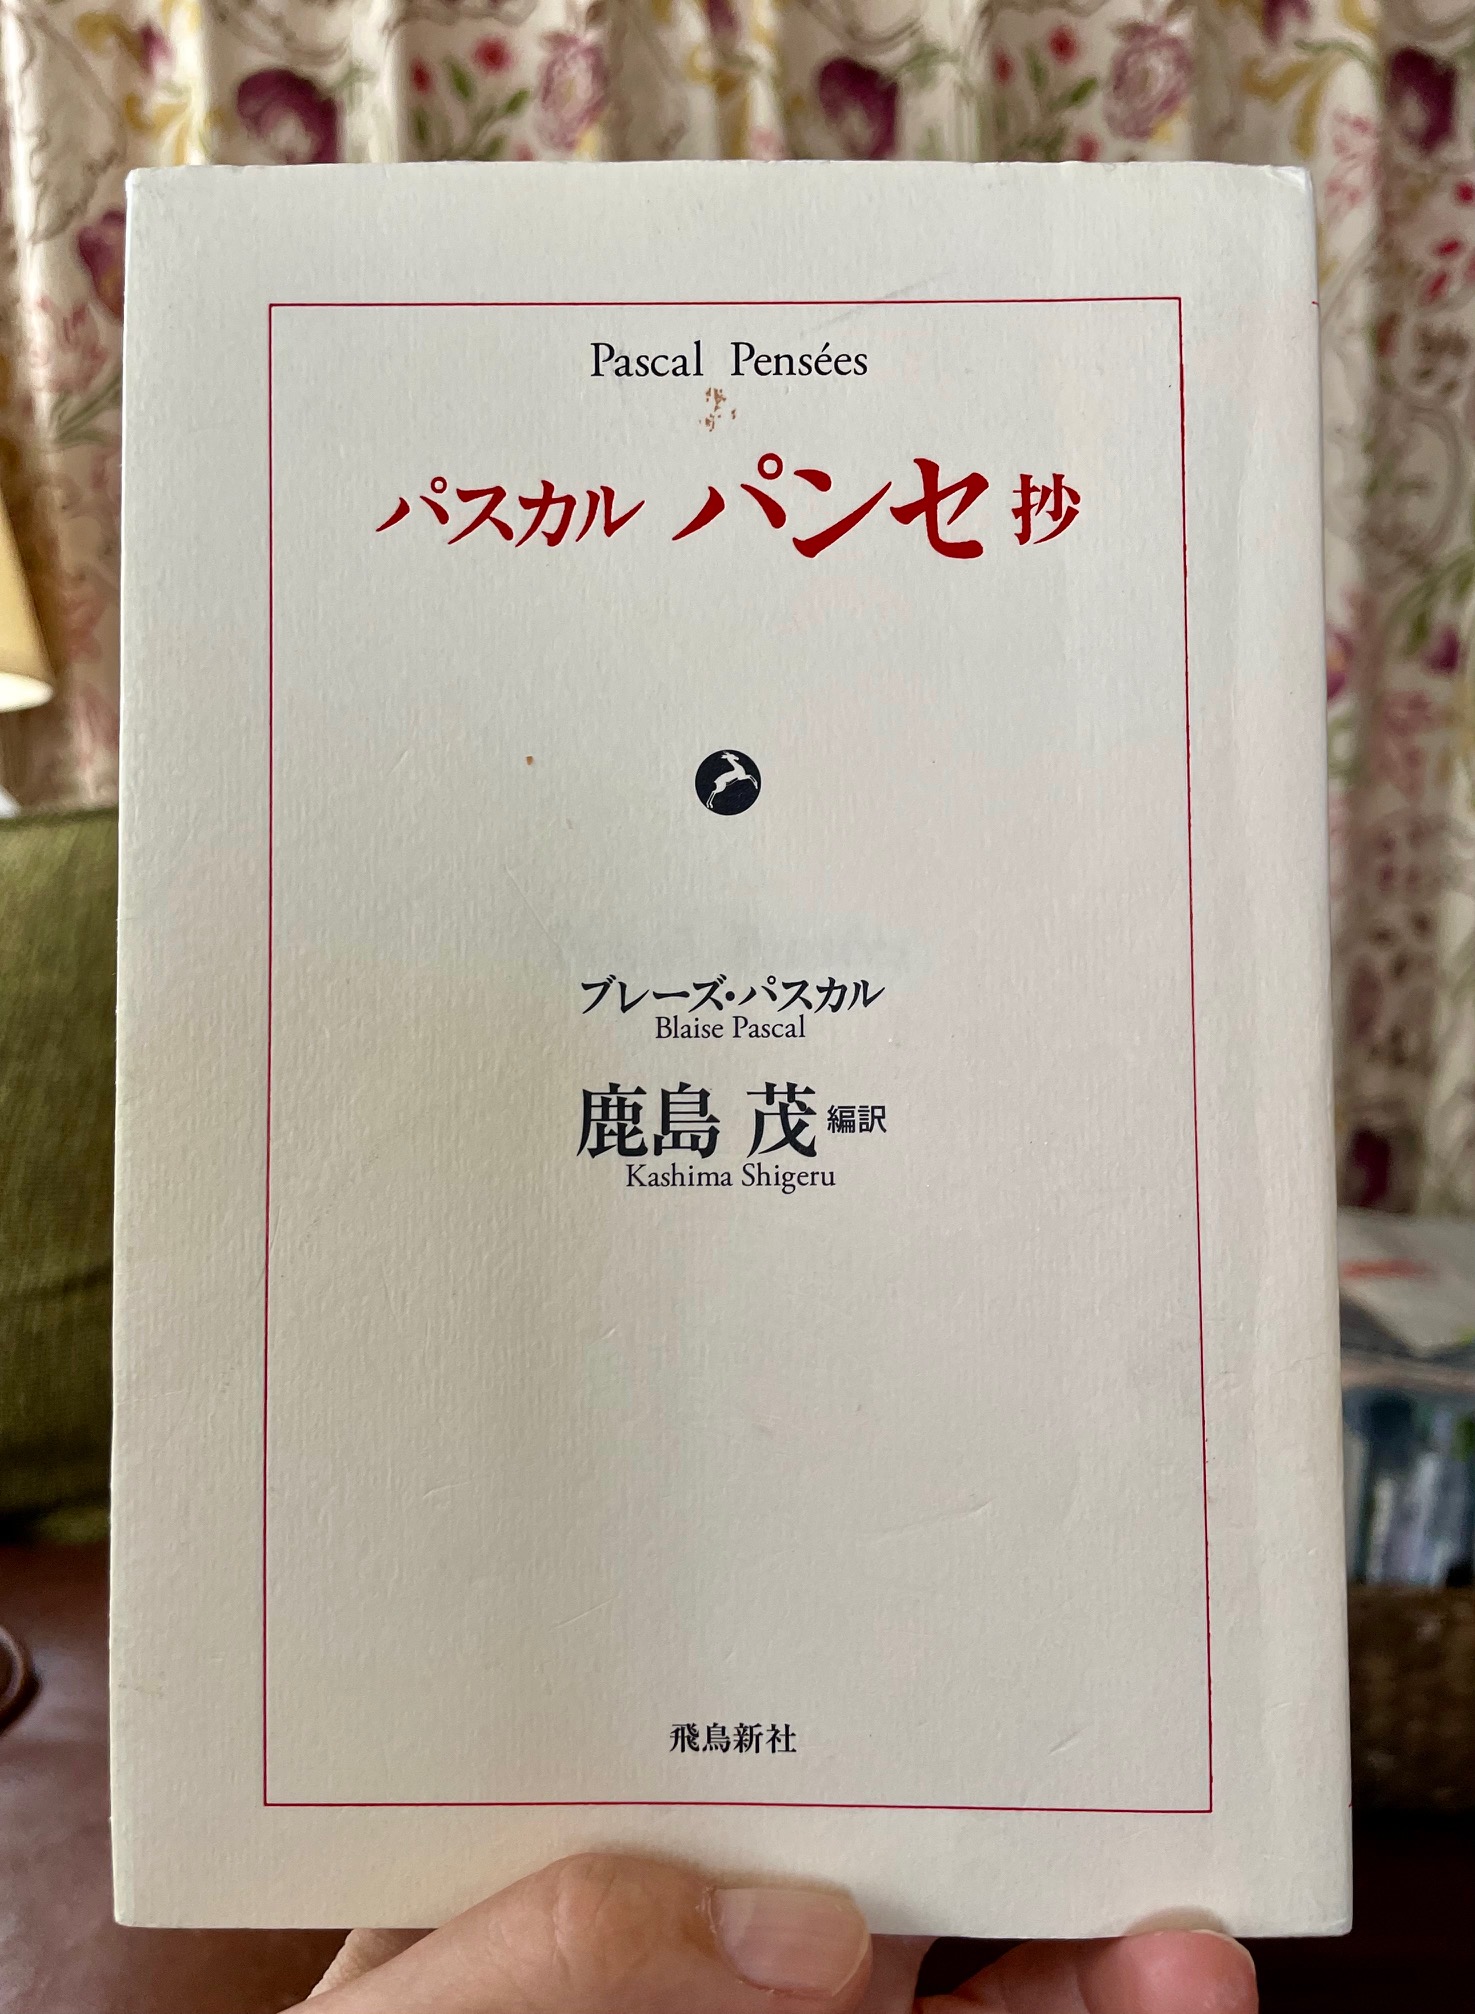 Pascal Pensées
パスカル パンセ抄
ブレーズ・パスカル
Blaise Pascal
鹿島 茂 編訳
Kashima Shigeru
飛鳥新社